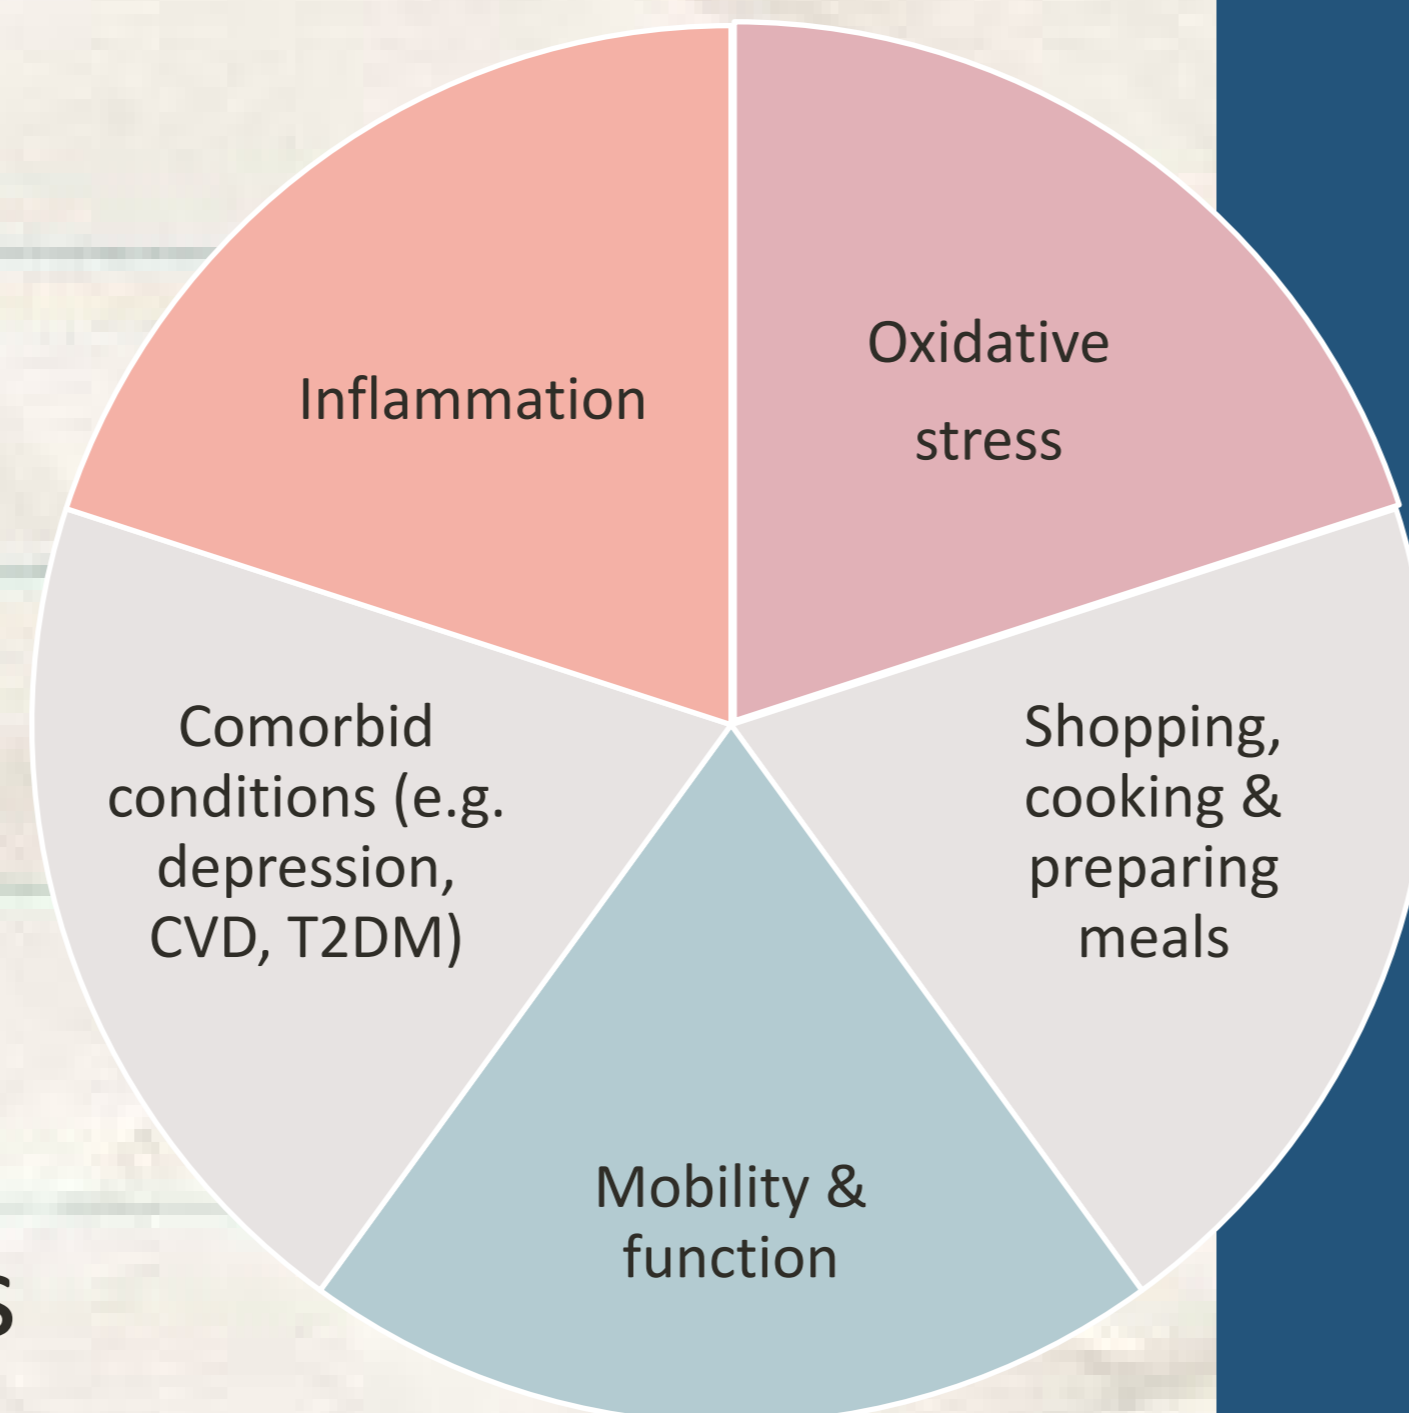 Oxidative
stress
Inflammation
Shopping,
cooking &
preparing
meals
Comorbid
conditions (e.g.
depression,
CVD, T2DM)
Mobility &
function
s